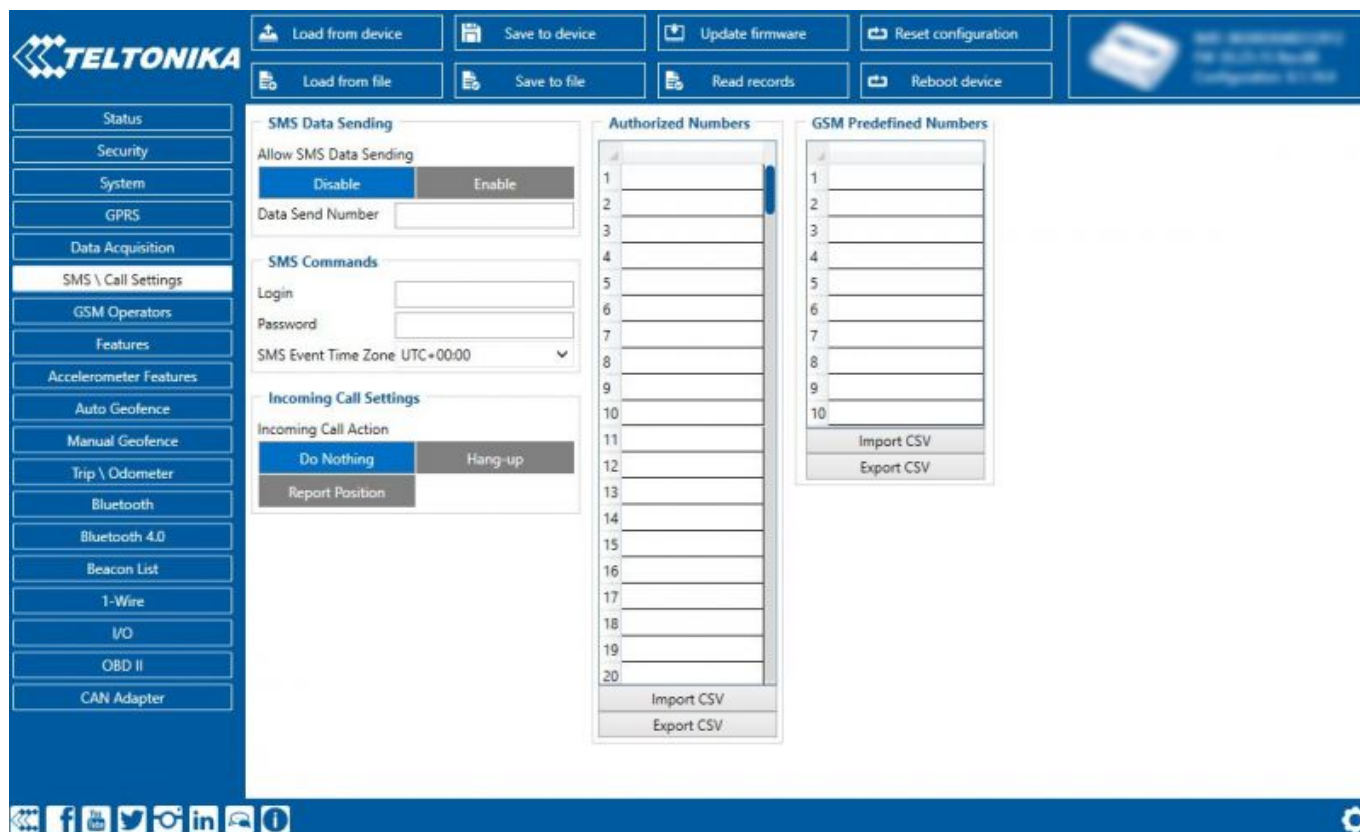 TELTONIKA
Load from device
Save to device
Update firmware
Reset configuration
Load from file
Save to file
Read records
Reboot device
Status
Security
System
GPRS
Data Acquisition
SMS \ Call Settings
GSM Operators
Features
Accelerometer Features
Auto Geofence
Manual Geofence
Trip \ Odometer
Bluetooth
Bluetooth 4.0
Beacon List
1-Wire
I/O
OBD II
CAN Adapter
SMS Data Sending
Allow SMS Data Sending
Disable Enable
Data Send Number
SMS Commands
Login
Password
SMS Event Time Zone UTC+00:00
Incoming Call Settings
Incoming Call Action
Do Nothing Hang-up
Report Position
Authorized Numbers
1
2
3
4
5
6
7
8
9
10
11
12
13
14
15
16
17
18
19
20
Import CSV
Export CSV
GSM Predefined Numbers
1
2
3
4
5
6
7
8
9
10
Import CSV
Export CSV